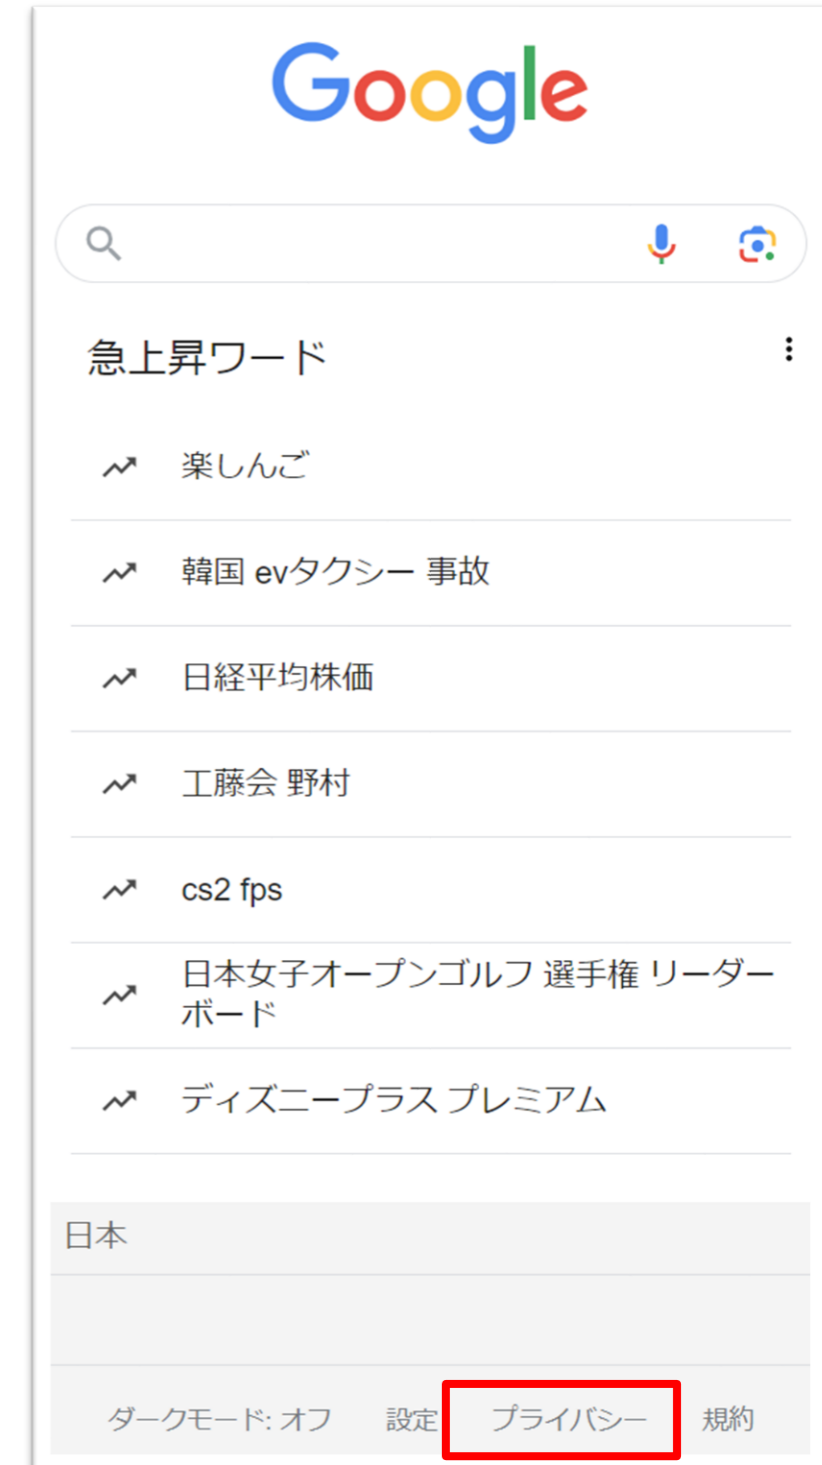 Google
急上昇ワード
楽しんご
韓国 evタクシー 事故
日経平均株価
工藤会 野村
cs2 fps
日本女子オープンゴルフ 選手権 リーダー
ボード
ディズニープラス プレミアム
日本
ダークモード: オフ 設定 プライバシー 規約